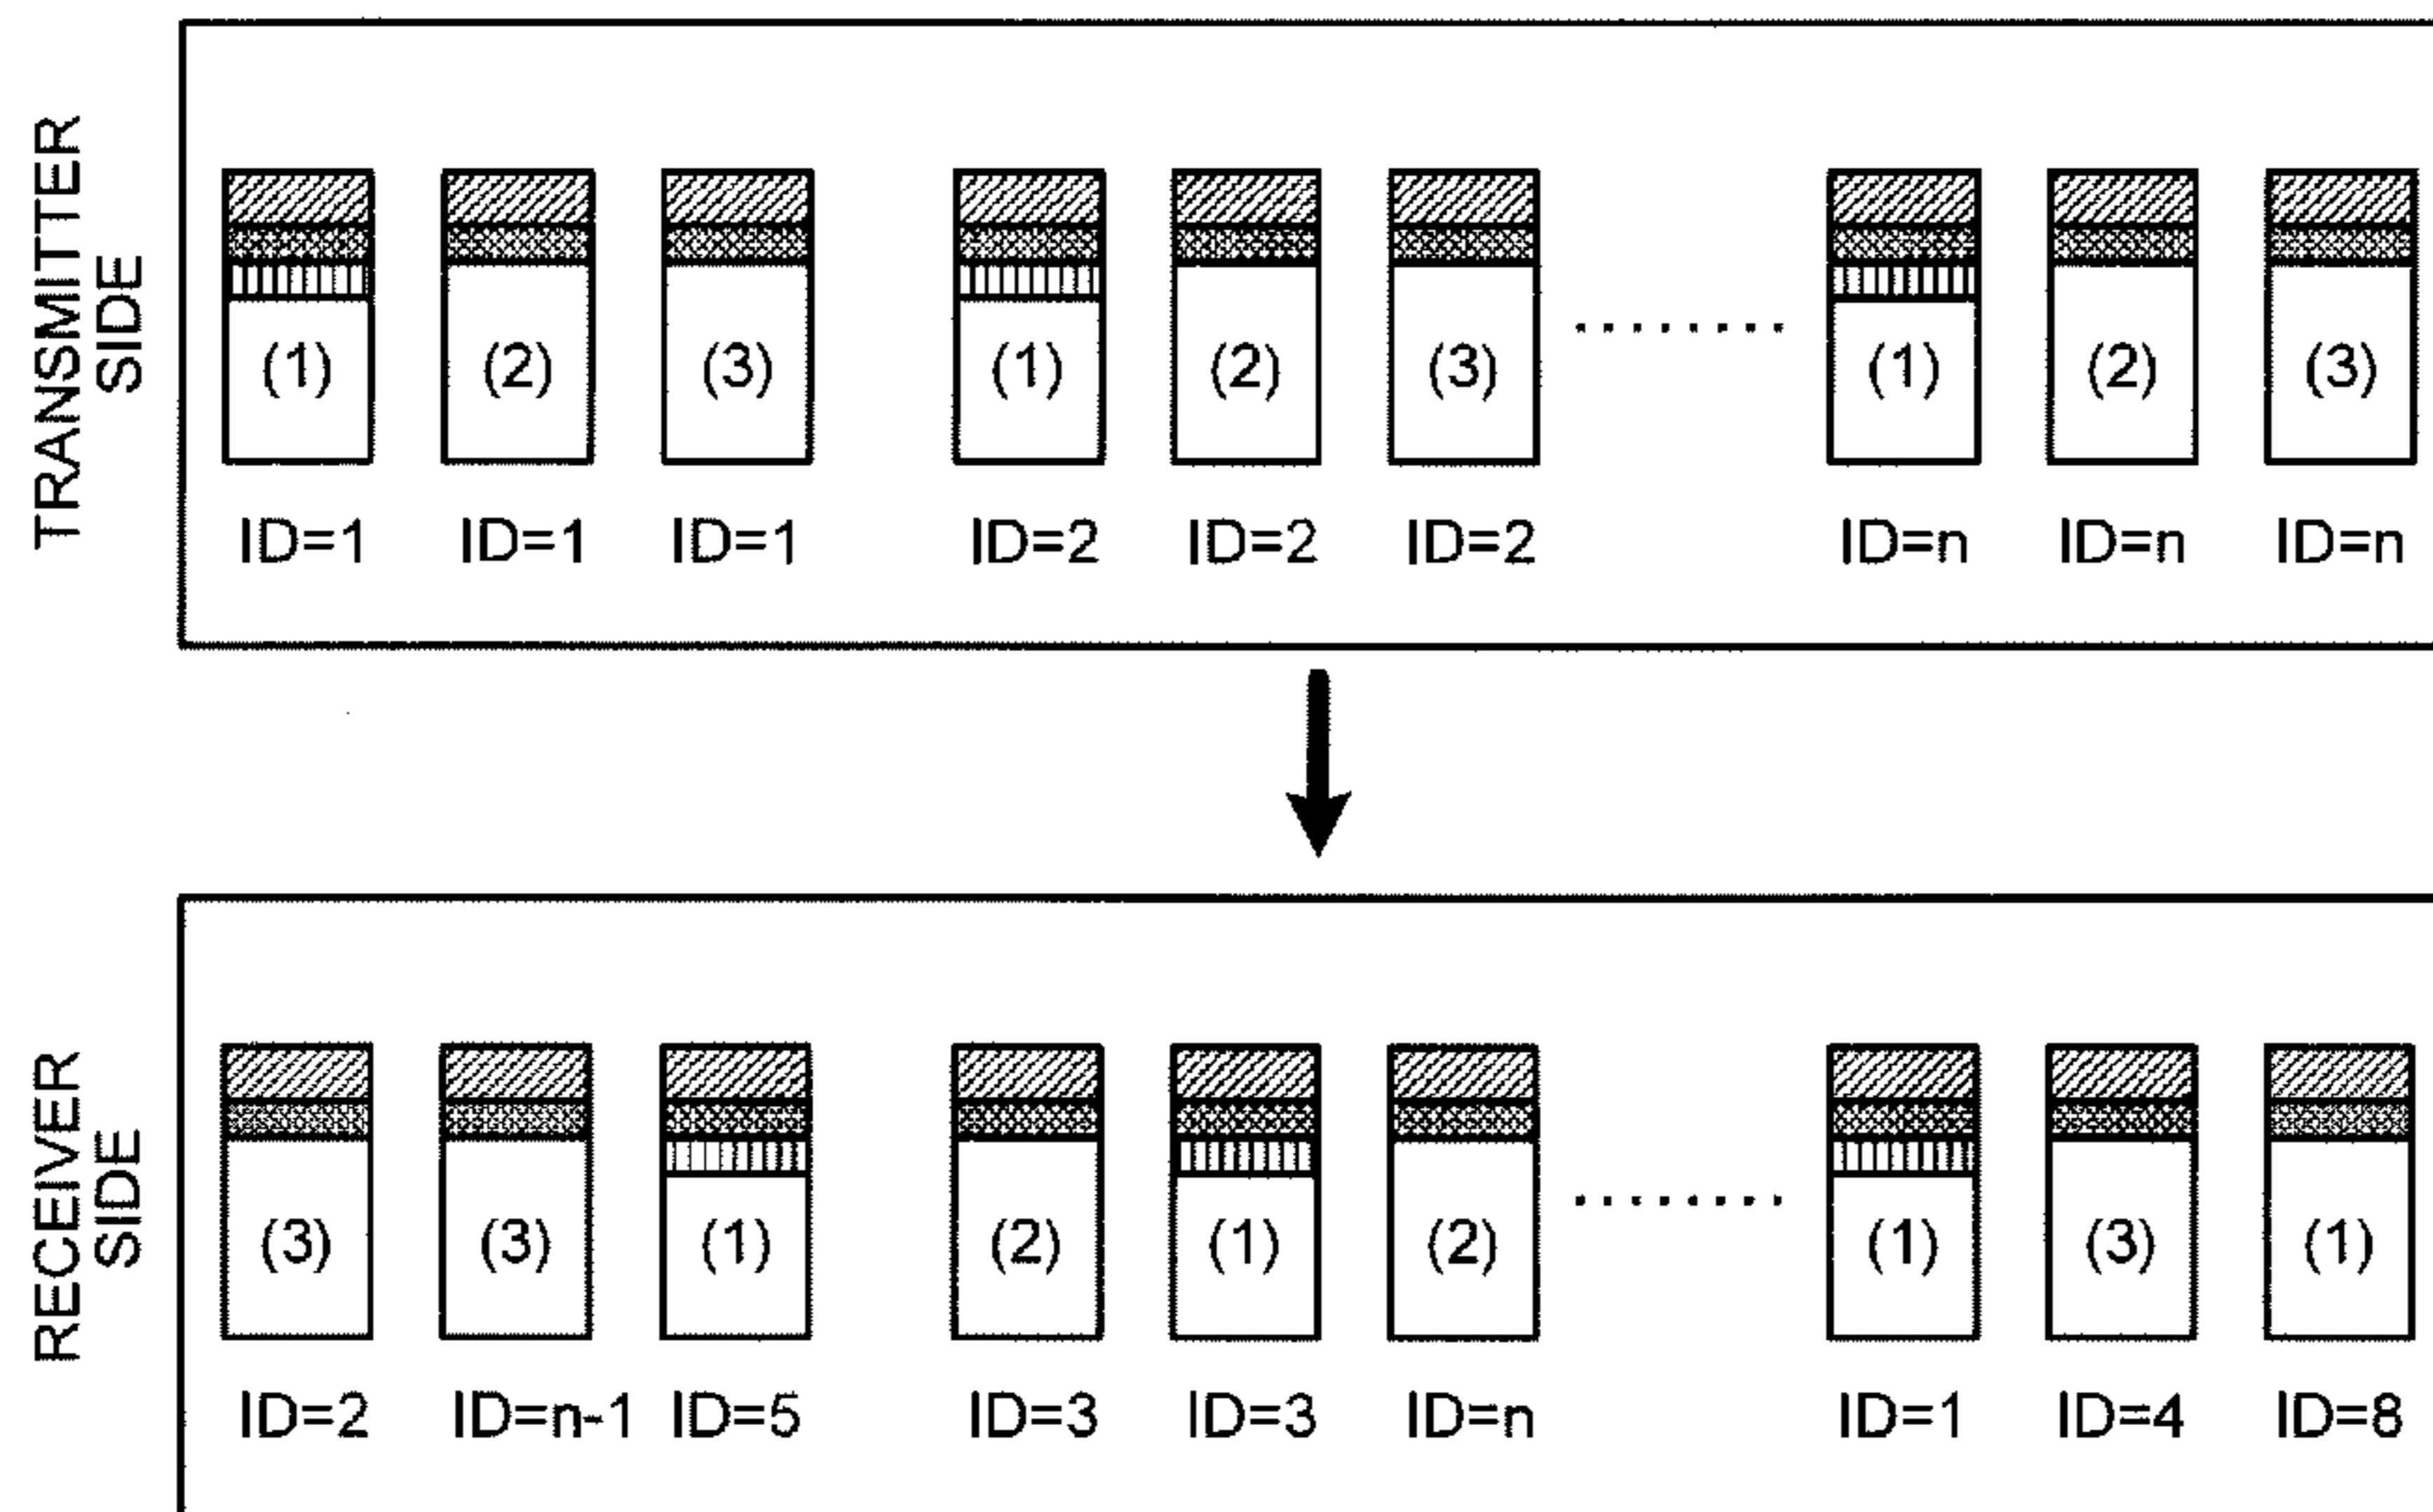 TRANSMITTER
SIDE
(1) (2) (3) (1) (2) (3) ........ (1) (2) (3)
ID=1 ID=1 ID=1 ID=2 ID=2 ID=2 ID=n ID=n ID=n
RECEIVER
SIDE
(3) (3) (1) (2) (1) (2) ........ (1) (3) (1)
ID=2 ID=n-1 ID=5 ID=3 ID=3 ID=n ID=1 ID=4 ID=8